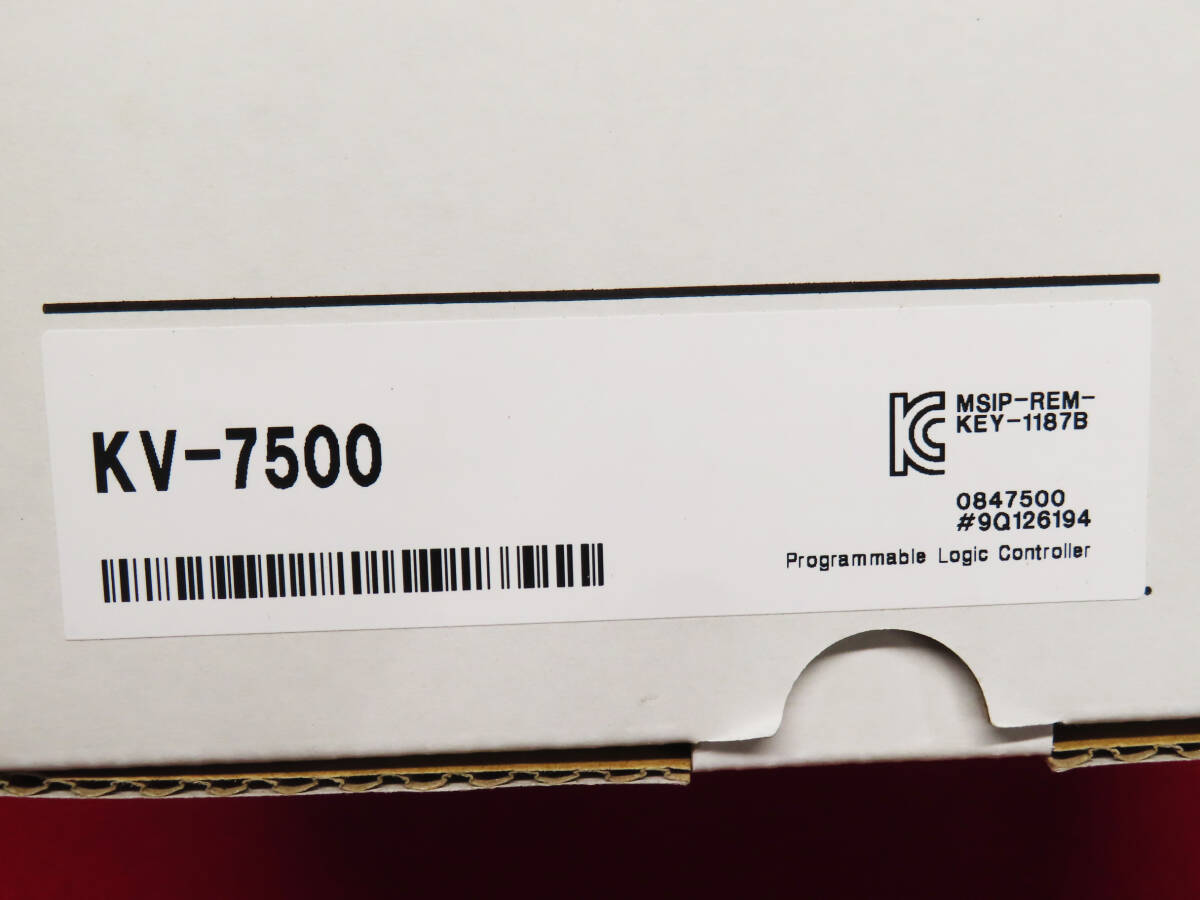 KV-7500
MSIP-REM-
KEY-1187B
0847500
#9Q126194
Programmable Logic Controller